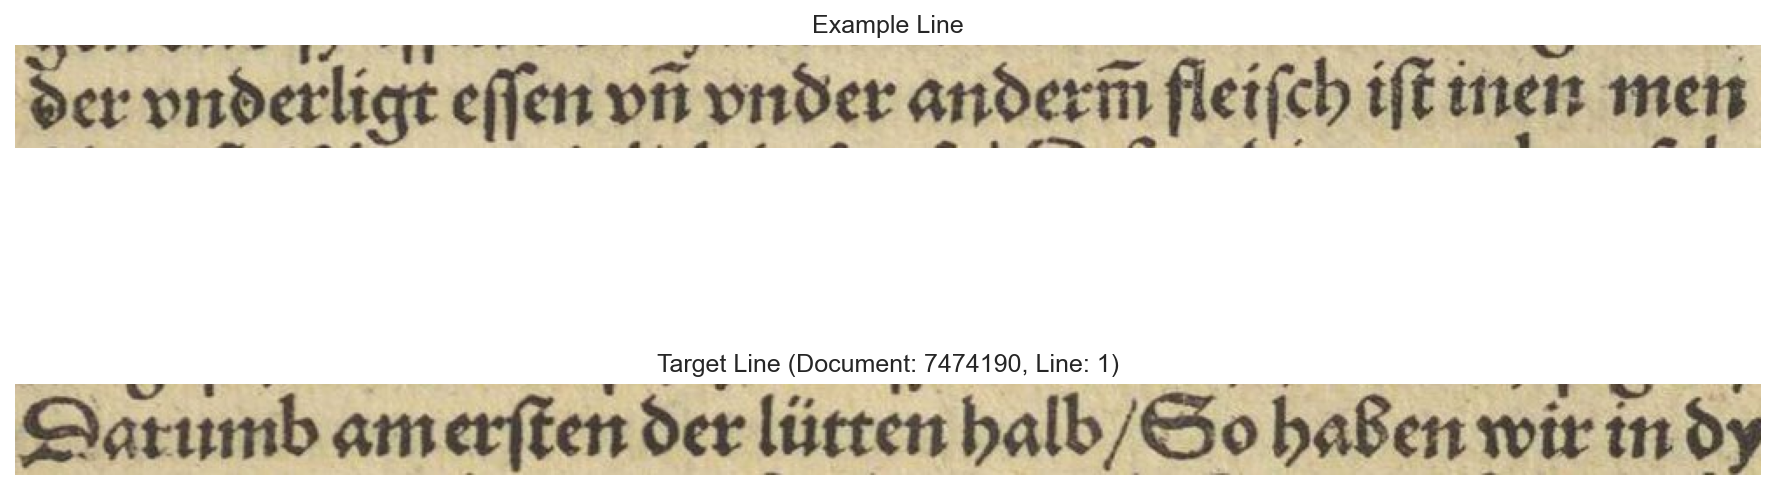 Example Line
der vnderligt essen vn̄ vnder anderm̄ fleisch ist inen men
Target Line (Document: 7474190, Line: 1)
Darumb am ersten der lütten halb / So haben wir in dy